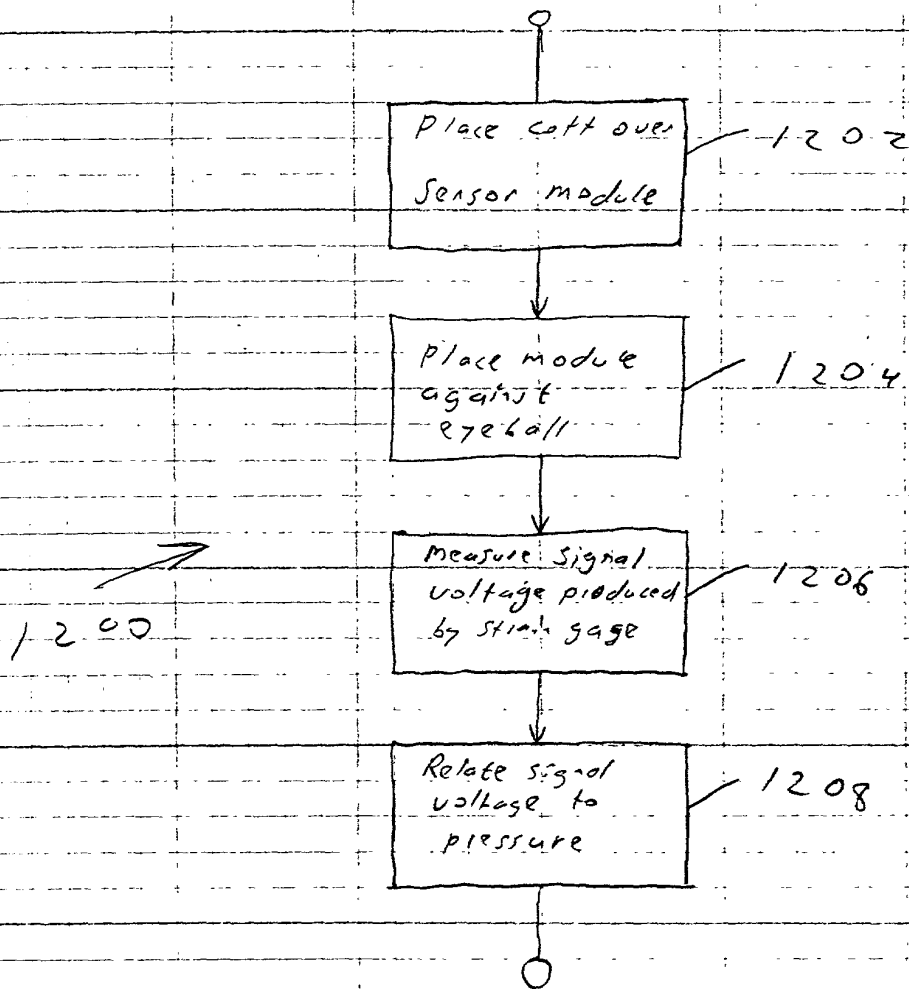 Place cott over
1202
Sensor module
Place module
1204
against
eyeball
Measure Signal
1206
voltage produced
by strain gage
1200
Relate signal
1208
voltage to
pressure